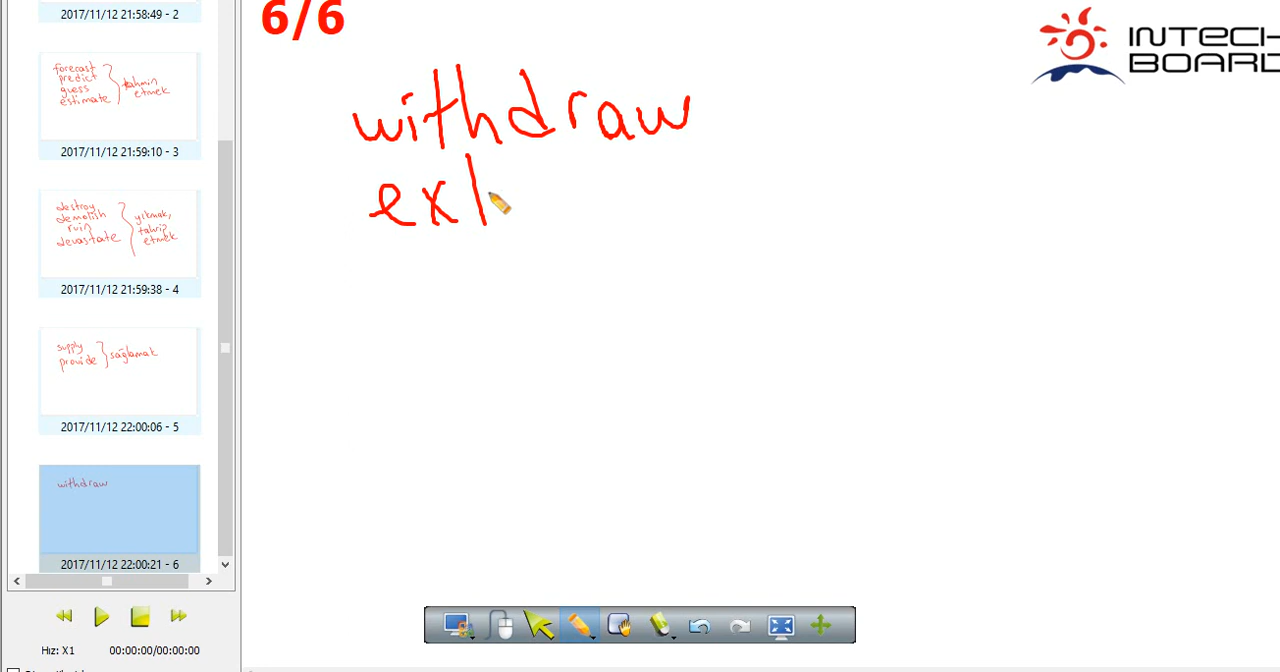 2017/11/12 21:58:49 - 2
forecast
predict
guess
estimate
tahmin
etmek
2017/11/12 21:59:10 - 3
destroy
demolish
ruin
devastate
yıkmak,
tahrip
etmek
2017/11/12 21:59:38 - 4
supply
provide
sağlamak
2017/11/12 22:00:06 - 5
withdraw
2017/11/12 22:00:21 - 6
Hız: X1
00:00:00/00:00:00
6/6
withdraw
INTECH
BOARD